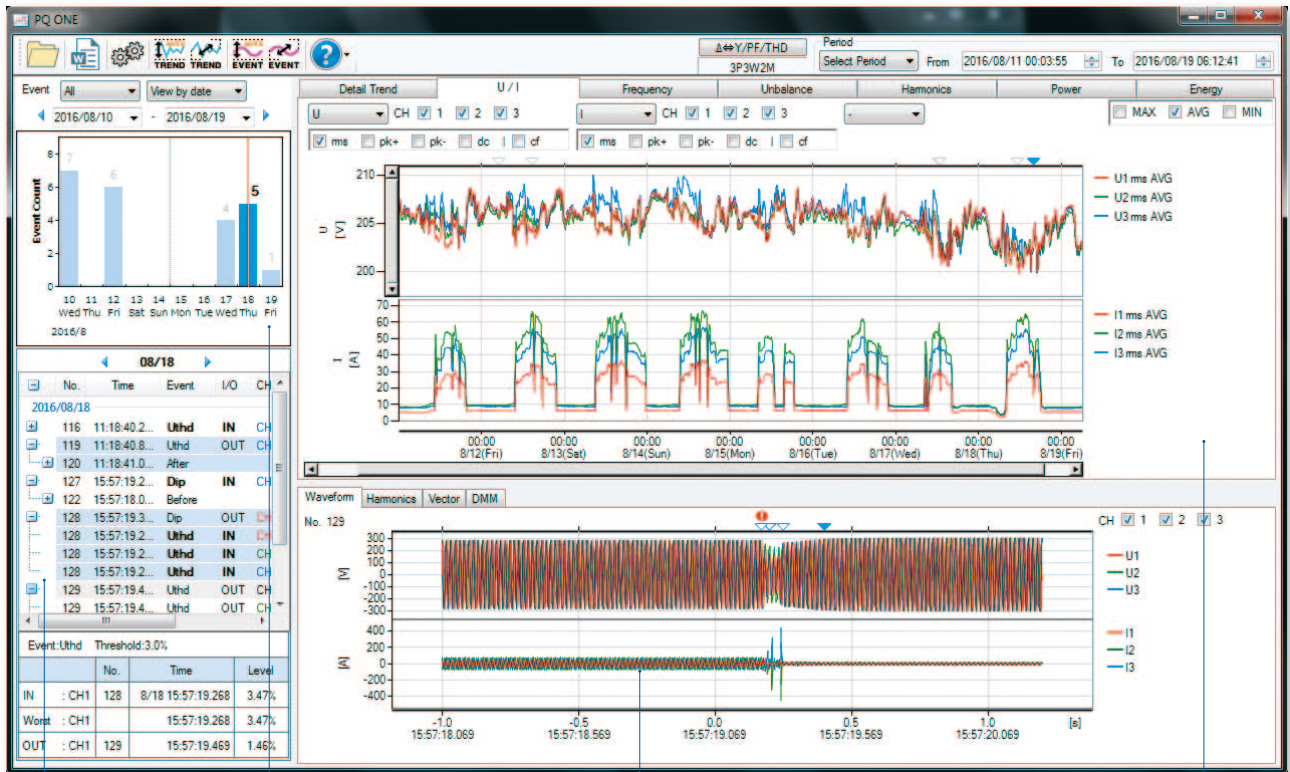 PQ ONE
TREND TREND EVENT EVENT
Δ⇔Y/PF/THD
3P3W2M
Period
Select Period From 2016/08/11 00:03:55 To 2016/08/19 06:12:41
Event All View by date
2016/08/10 - 2016/08/19
Detail Trend U / I Frequency Unbalance Harmonics Power Energy
U CH 1 2 3 I CH 1 2 3 - MAX AVG MIN
rms pk+ pk- dc | cf rms pk+ pk- dc | cf
Event Count
8
6
4
2
0
7 6 4 5 1
10 11 12 13 14 15 16 17 18 19
Wed Thu Fri Sat Sun Mon Tue Wed Thu Fri
2016/8
U [V]
210
205
200
U1 rms AVG
U2 rms AVG
U3 rms AVG
I [A]
70
60
50
40
30
20
10
0
I1 rms AVG
I2 rms AVG
I3 rms AVG
00:00 00:00 00:00 00:00 00:00 00:00 00:00 00:00
8/12(Fri) 8/13(Sat) 8/14(Sun) 8/15(Mon) 8/16(Tue) 8/17(Wed) 8/18(Thu) 8/19(Fri)
08/18
No. Time Event I/O CH
2016/08/18
116 11:18:40.2... Uthd IN CH
119 11:18:40.8... Uthd OUT CH
120 11:18:41.0... After
127 15:57:19.2... Dip IN CH
122 15:57:18.0... Before
128 15:57:19.3... Dip OUT
128 15:57:19.2... Uthd IN
128 15:57:19.2... Uthd IN CH
128 15:57:19.2... Uthd IN CH
129 15:57:19.4... Uthd OUT CH
129 15:57:19.4... Uthd OUT CH
Event:Uthd Threshold:3.0%
No. Time Level
IN : CH1 128 8/18 15:57:19.268 3.47%
Worst : CH1 15:57:19.268 3.47%
OUT : CH1 129 15:57:19.469 1.46%
Waveform Harmonics Vector DMM
No. 129
CH 1 2 3
[V]
300
200
100
0
-100
-200
-300
U1
U2
U3
[A]
400
200
0
-200
-400
I1
I2
I3
-1.0 -0.5 0.0 0.5 1.0 [s]
15:57:18.069 15:57:18.569 15:57:19.069 15:57:19.569 15:57:20.069